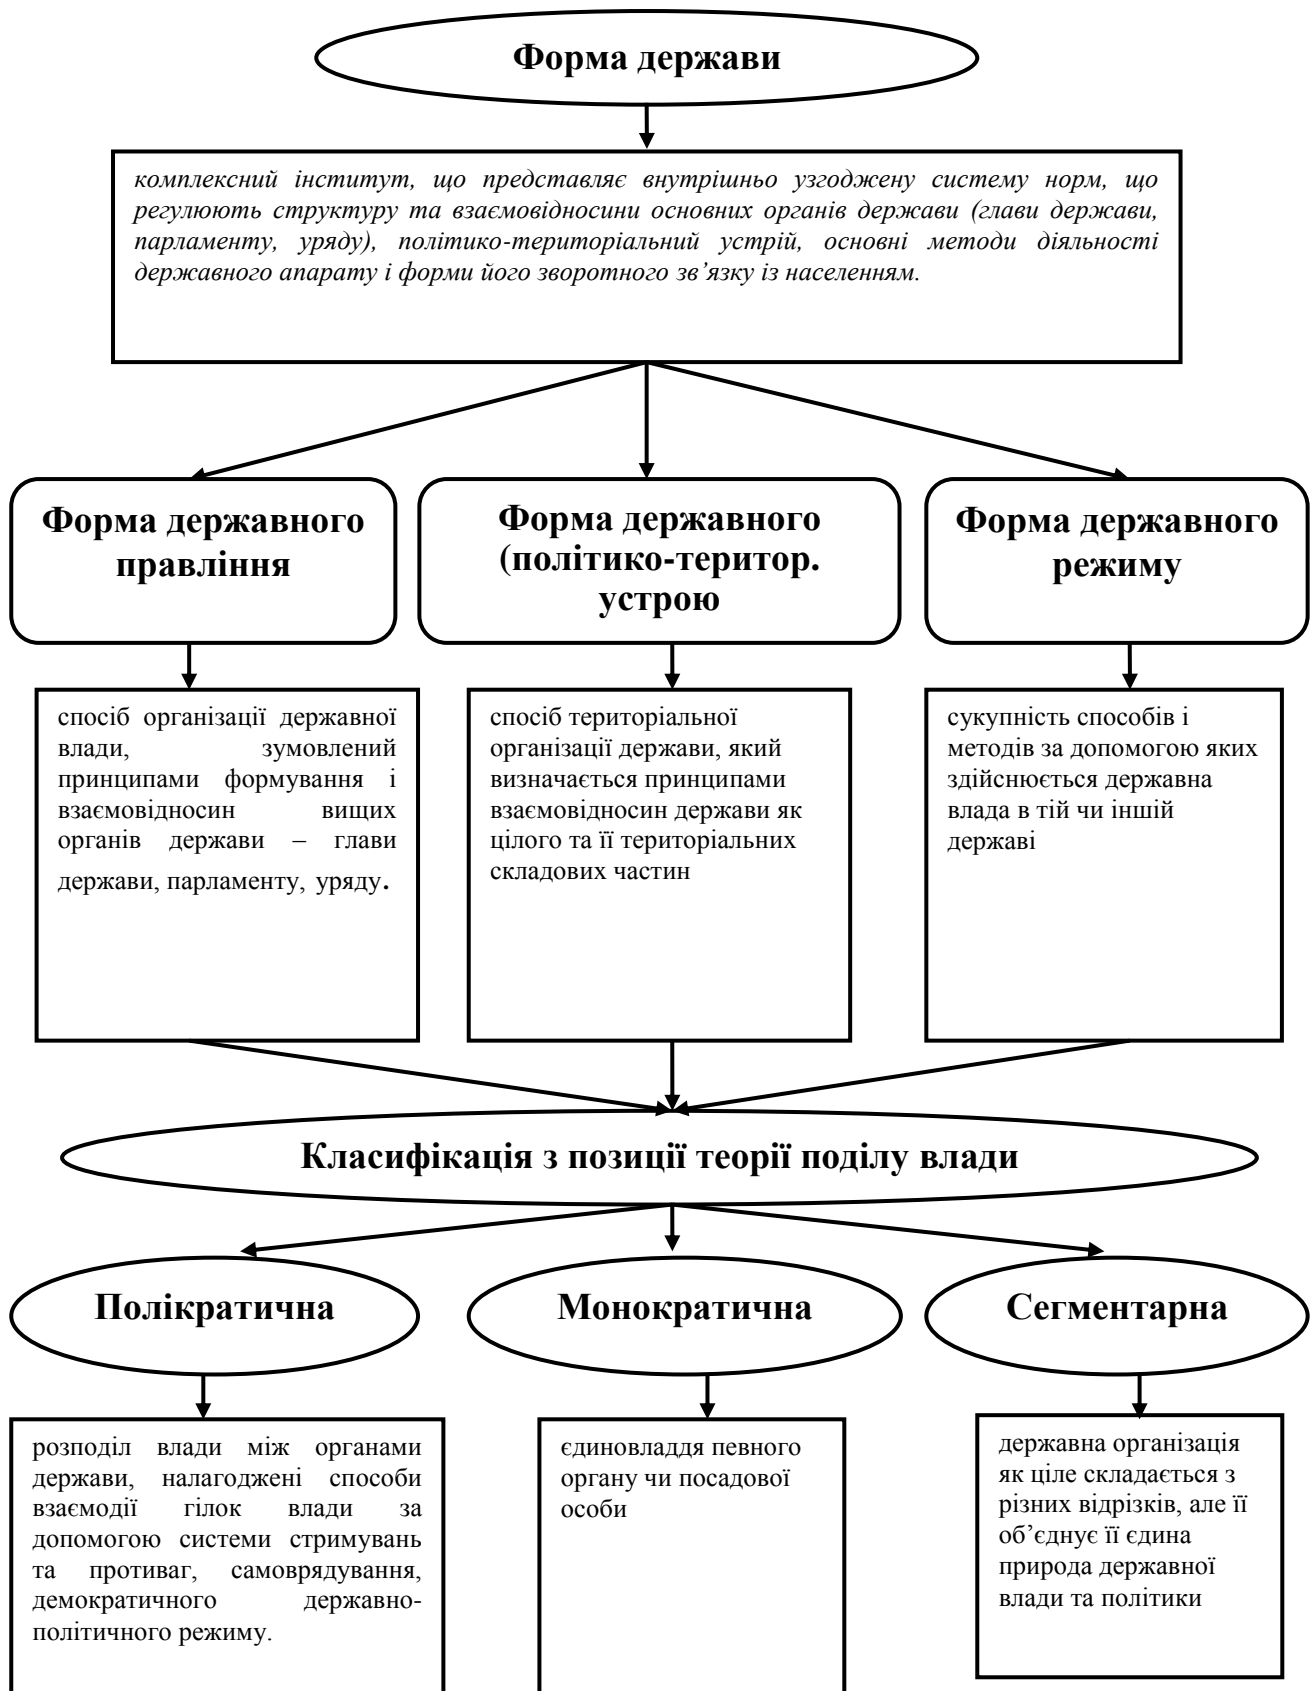 Форма держави
комплексний інститут, що представляє внутрішньо узгоджену систему норм, що
регулюють структуру та взаємовідносини основних органів держави (глави держави,
парламенту, уряду), політико-територіальний устрій, основні методи діяльності
державного апарату і форми його зворотного зв’язку із населенням.
Форма державного
правління
Форма державного
(політико-територ.
устрою
Форма державного
режиму
спосіб організації державної
влади, зумовлений
принципами формування і
взаємовідносин вищих
органів держави – глави
держави, парламенту, уряду.
спосіб територіальної
організації держави, який
визначається принципами
взаємовідносин держави як
цілого та її територіальних
складових частин
сукупність способів і
методів за допомогою яких
здійснюється державна
влада в тій чи іншій
державі
Класифікація з позиції теорії поділу влади
Полікратична
Монократична
Сегментарна
розподіл влади між органами
держави, налагоджені способи
взаємодії гілок влади за
допомогою системи стримувань
та противаг, самоврядування,
демократичного державно-
політичного режиму.
єдиновладдя певного
органу чи посадової
особи
державна організація
як ціле складається з
різних відрізків, але її
об’єднує її єдина
природа державної
влади та політики